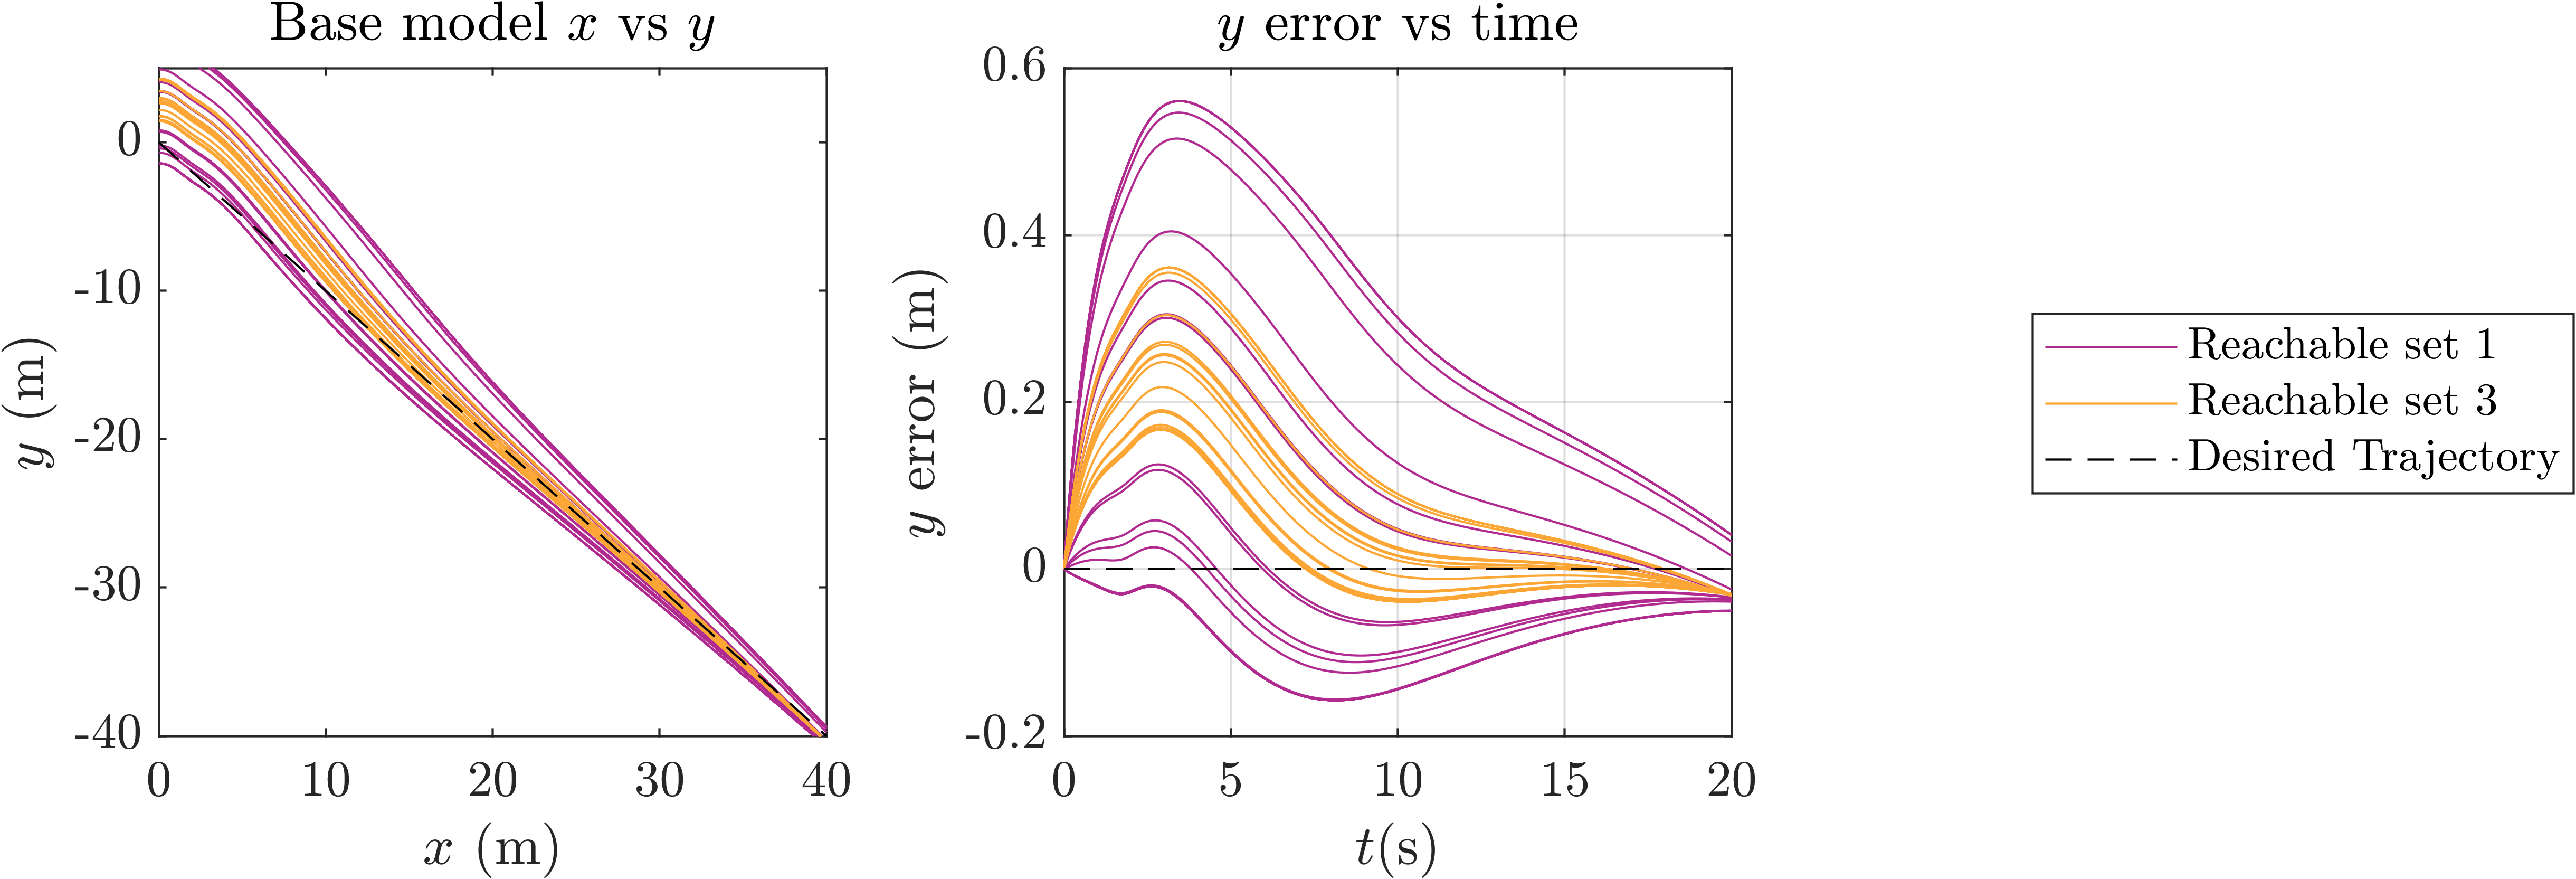 Base model x vs y
0
-10
-20
-30
-40
y (m)
0 10 20 30 40
x (m)
y error vs time
0.6
0.4
0.2
0
-0.2
y error (m)
0 5 10 15 20
t(s)
Reachable set 1
Reachable set 3
Desired Trajectory